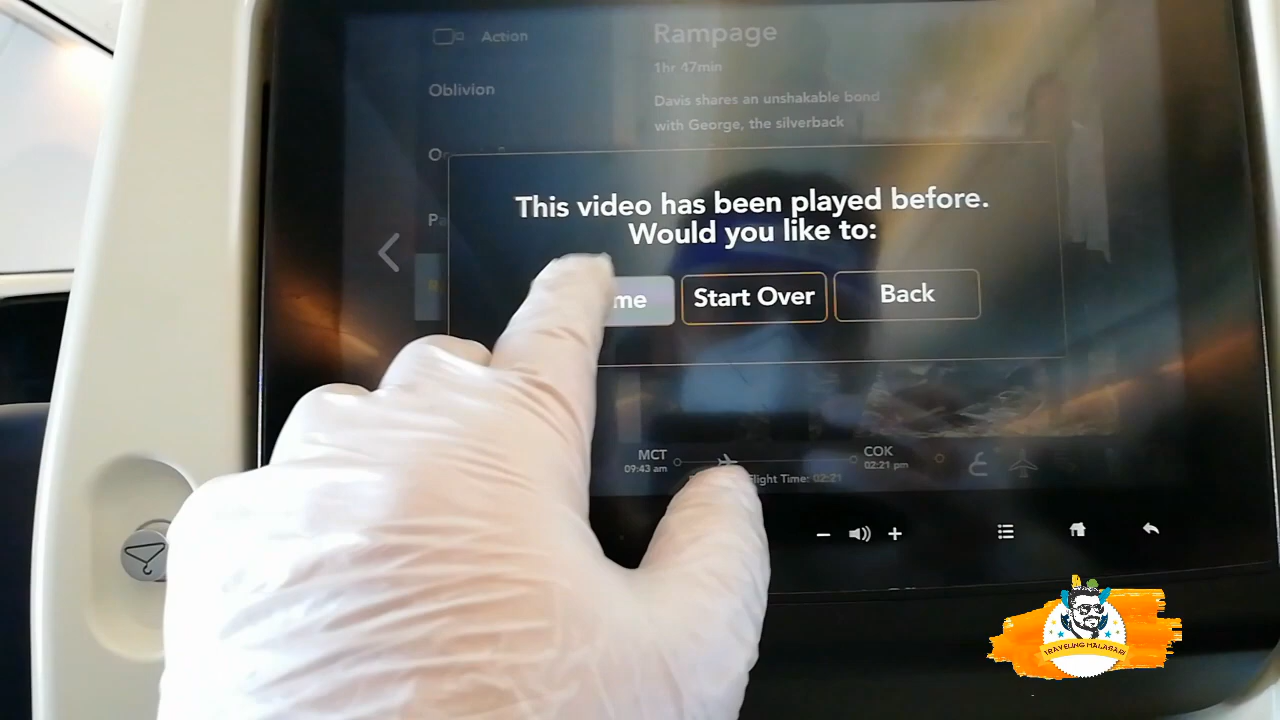 Action
Rampage
1hr 47min
Oblivion
Davis shares an unshakable bond
with George, the silverback
This video has been played before.
Would you like to:
me
Start Over
Back
MCT
09:43 am
COK
02:21 pm
Flight Time: 02:21
TRAVELING MALABARI